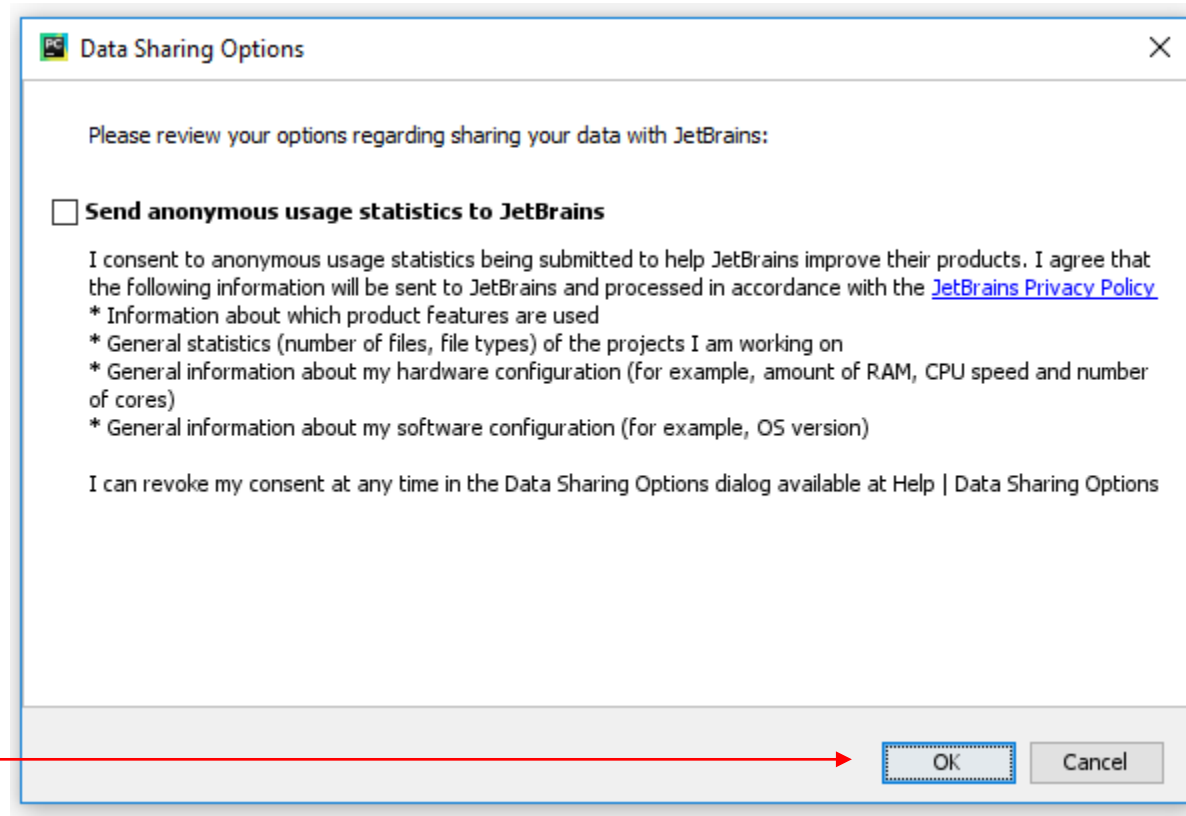 PC
Data Sharing Options
Please review your options regarding sharing your data with JetBrains:
Send anonymous usage statistics to JetBrains
I consent to anonymous usage statistics being submitted to help JetBrains improve their products. I agree that
the following information will be sent to JetBrains and processed in accordance with the JetBrains Privacy Policy
* Information about which product features are used
* General statistics (number of files, file types) of the projects I am working on
* General information about my hardware configuration (for example, amount of RAM, CPU speed and number
of cores)
* General information about my software configuration (for example, OS version)
I can revoke my consent at any time in the Data Sharing Options dialog available at Help | Data Sharing Options
OK Cancel